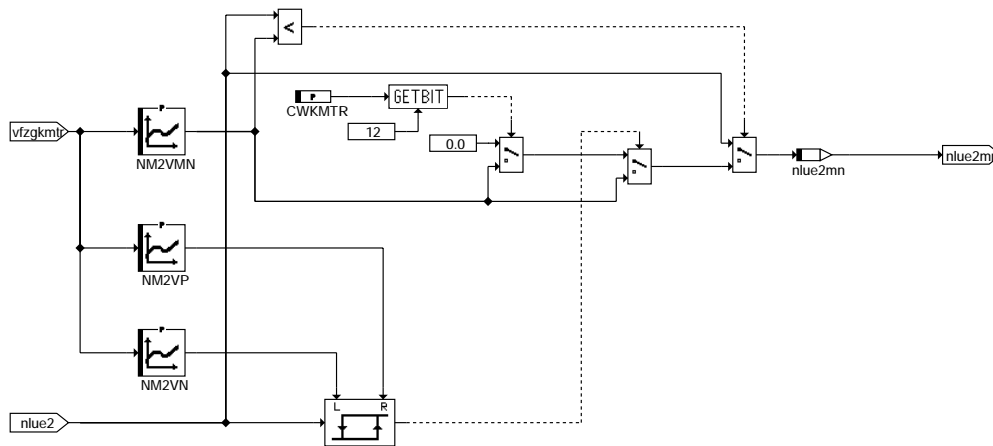 <
P
CWKMTR
GETBIT
12
0.0
vfzgkmtr
P
NM2VMN
nlue2mn
nlue2mn
P
NM2VP
P
NM2VN
L R
nlue2